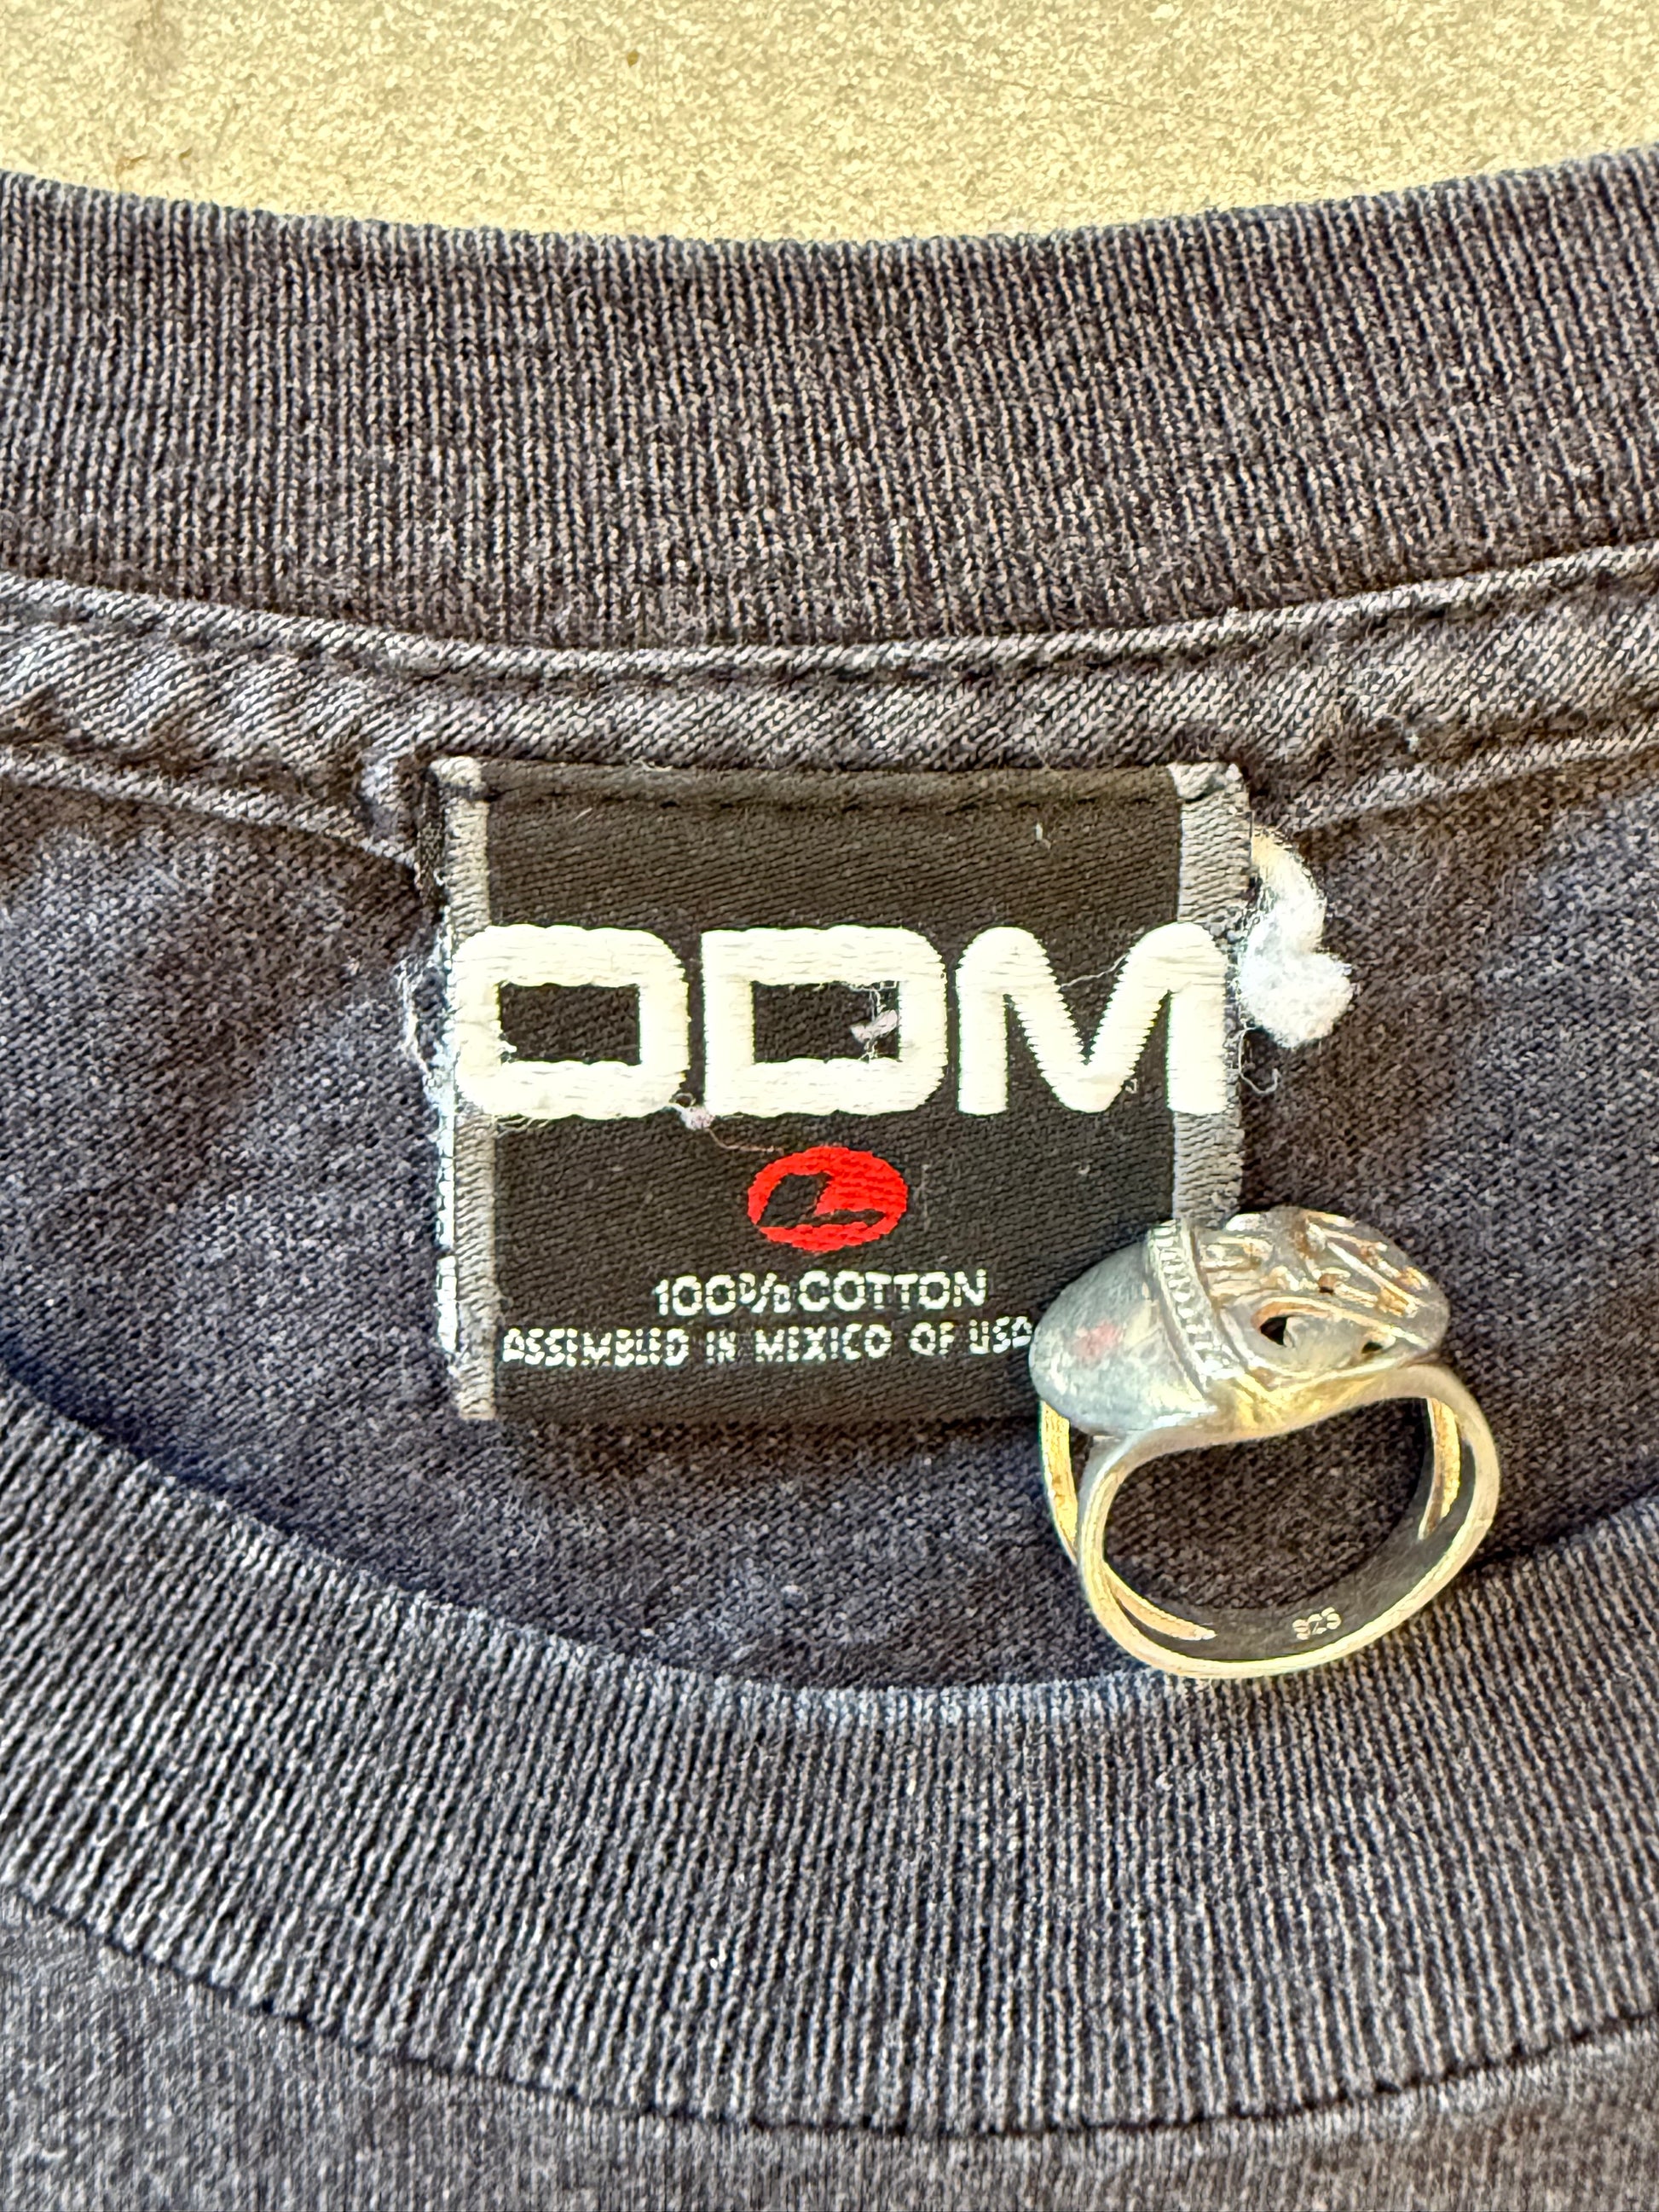 ODM
L
100% COTTON
ASSEMBLED IN MEXICO OF USA
925